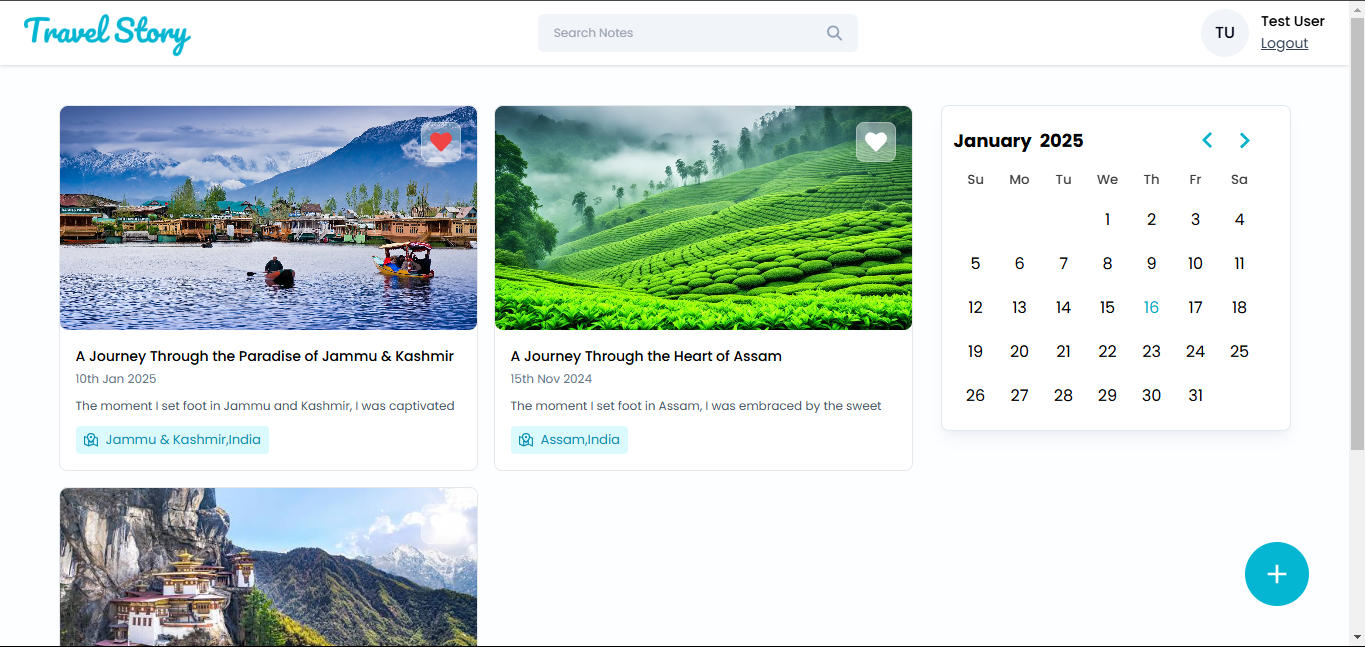 Travel Story
Search Notes
TU
Test User
Logout
A Journey Through the Paradise of Jammu & Kashmir
10th Jan 2025
The moment I set foot in Jammu and Kashmir, I was captivated
Jammu & Kashmir,India
A Journey Through the Heart of Assam
15th Nov 2024
The moment I set foot in Assam, I was embraced by the sweet
Assam,India
January 2025
Su Mo Tu We Th Fr Sa
1 2 3 4
5 6 7 8 9 10 11
12 13 14 15 16 17 18
19 20 21 22 23 24 25
26 27 28 29 30 31